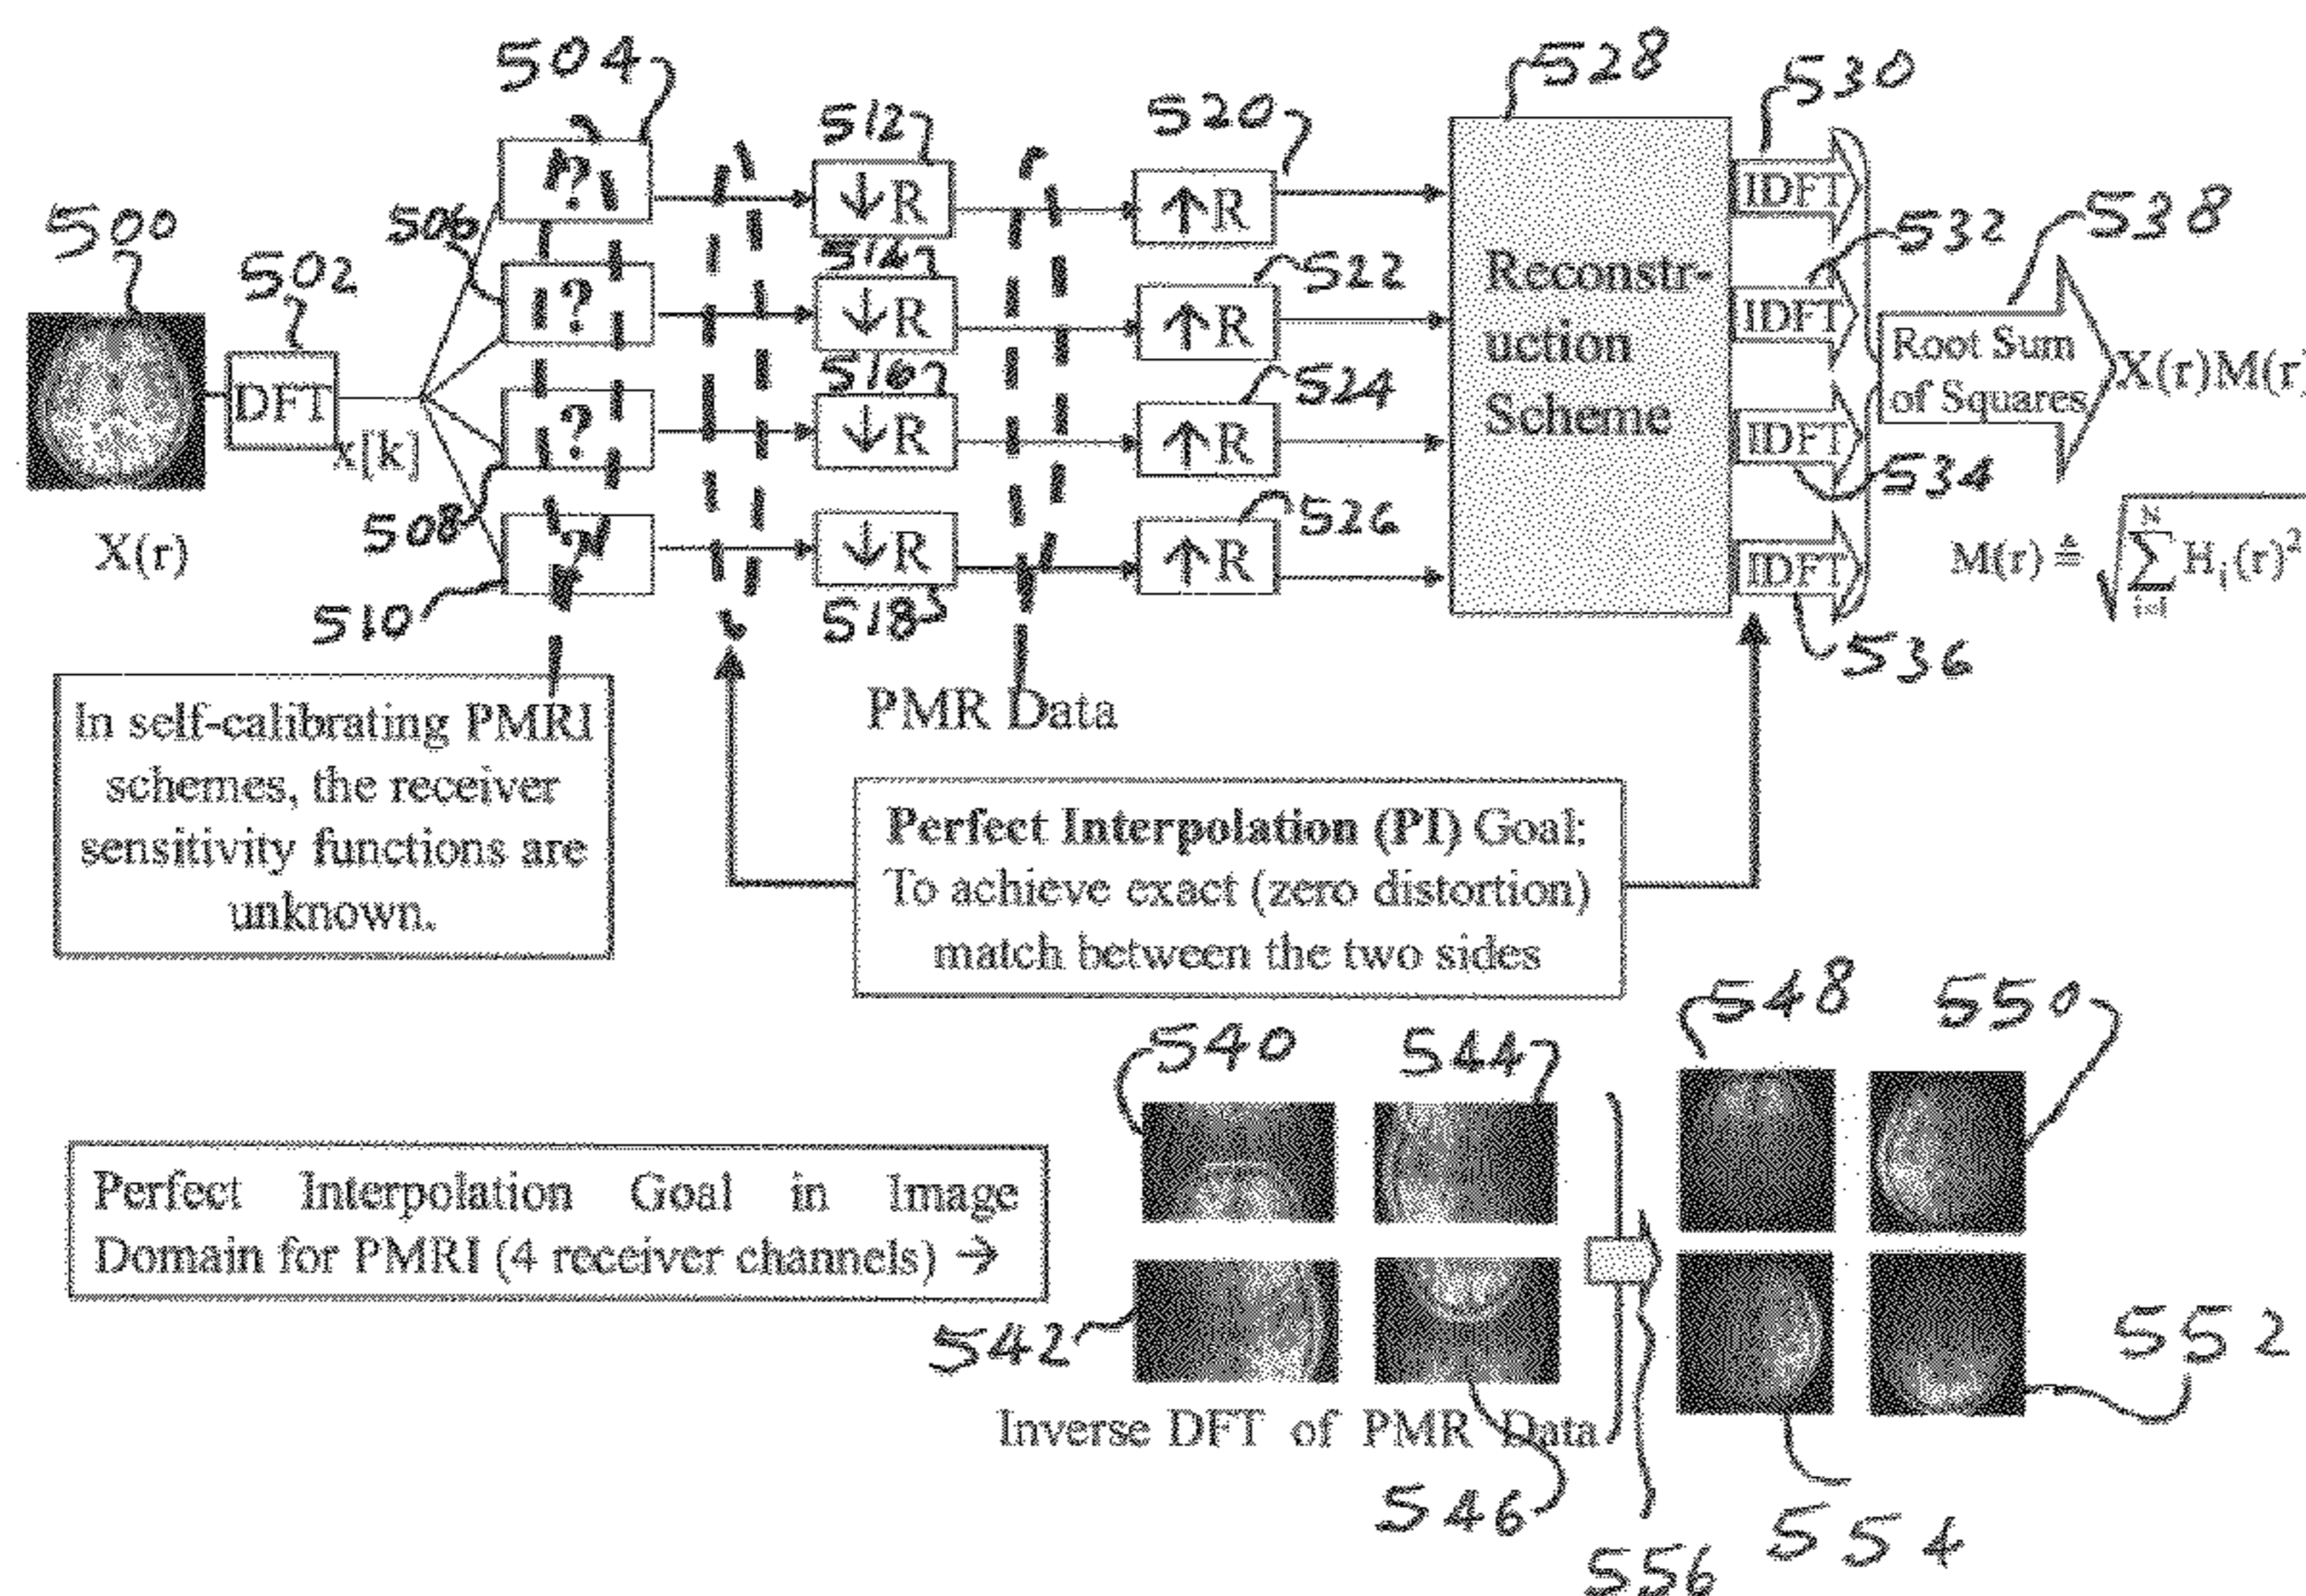 504
528
530
512
520
? ↓R ↑R IDFT
500
506
532
538
502
514
522
? ↓R ↑R IDFT
Reconstr-
uction
Scheme
Root Sum
of Squares
X(r)M(r)
DFT
x[k]
516
524
? ↓R ↑R IDFT
534
508
526
? ↓R ↑R IDFT
X(r)
510
518
536
M(r) ≜ √ N ∑ i=1 H_i(r)²
In self-calibrating PMRI
schemes, the receiver
sensitivity functions are
unknown.
PMR Data
Perfect Interpolation (PI) Goal:
To achieve exact (zero distortion)
match between the two sides
540
544
548
550
Perfect Interpolation Goal in Image
Domain for PMRI (4 receiver channels) →
542
552
Inverse DFT of PMR Data
546
556
554